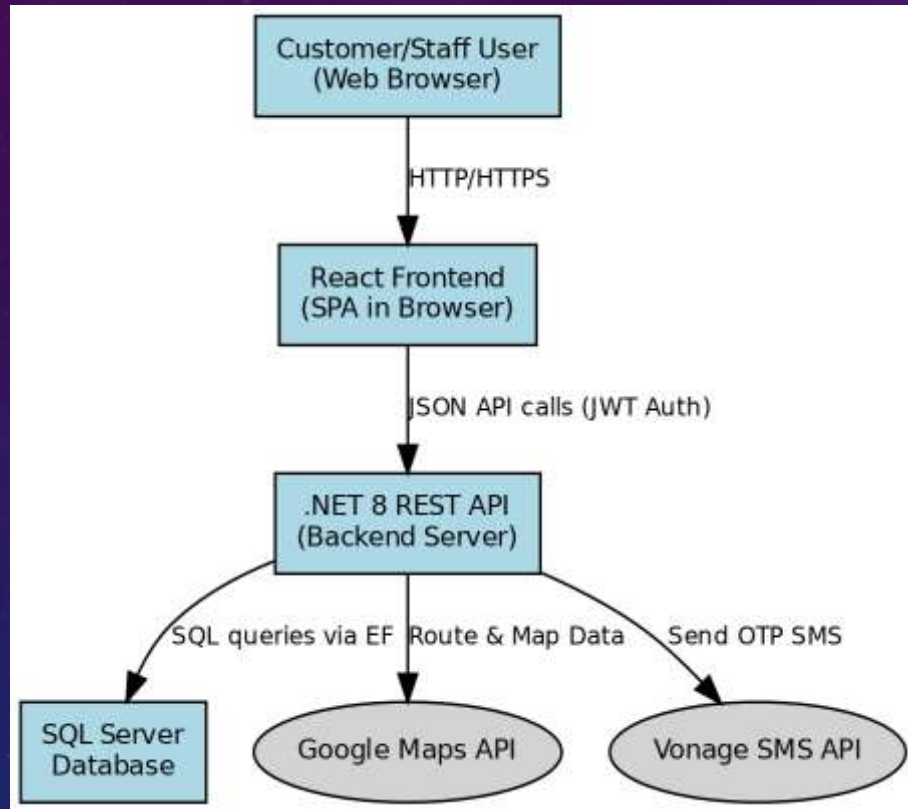 Customer/Staff User
(Web Browser)
HTTP/HTTPS
React Frontend
(SPA in Browser)
JSON API calls (JWT Auth)
.NET 8 REST API
(Backend Server)
SQL queries via EF
Route & Map Data
Send OTP SMS
SQL Server
Database
Google Maps API
Vonage SMS API